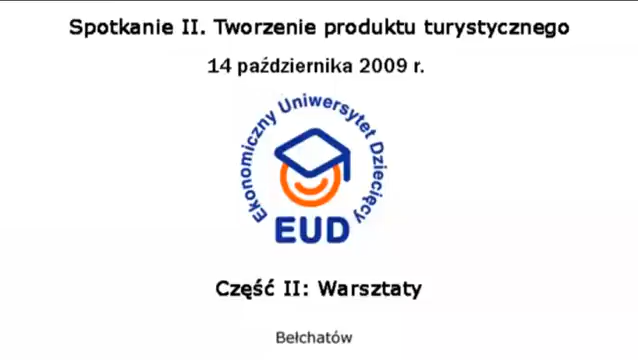 Spotkanie II. Tworzenie produktu turystycznego
14 października 2009 r.
Ekonomiczny Uniwersytet Dziecięcy
EUD
Część II: Warsztaty
Bełchatów